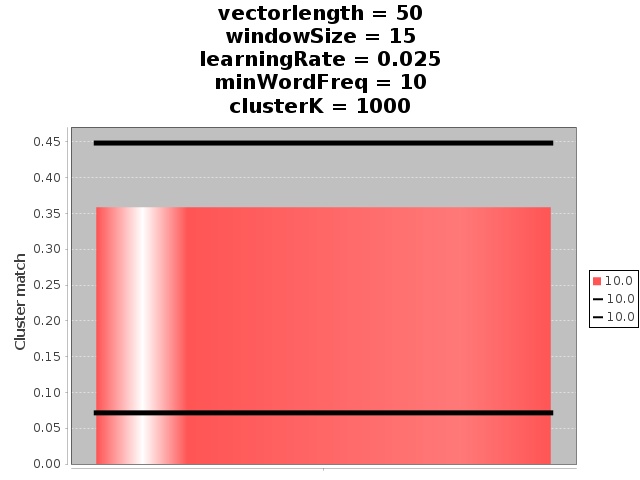 vectorlength = 50
windowSize = 15
learningRate = 0.025
minWordFreq = 10
clusterK = 1000
0.45
0.40
0.35
0.30
0.25
0.20
0.15
0.10
0.05
0.00
Cluster match
10.0
10.0
10.0